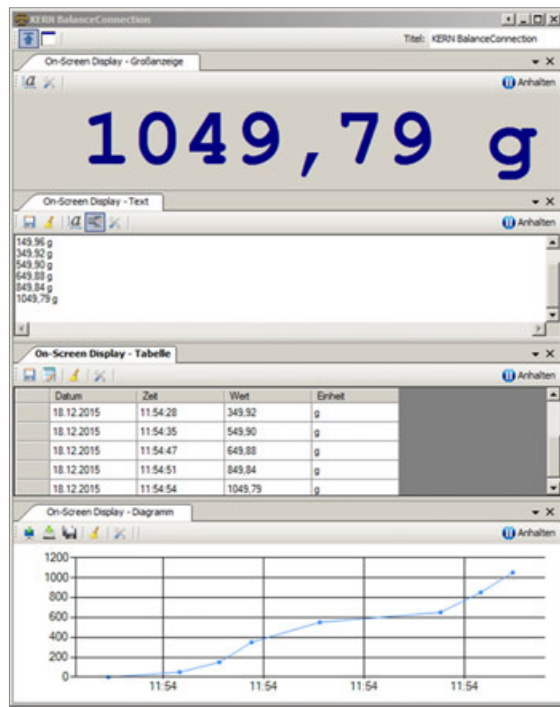 KERN BalanceConnection
Titel: KERN BalanceConnection
On-Screen Display - Großanzeige
a Anhalten
1049,79 g
On-Screen Display - Text
a Anhalten
149,96 g
349,92 g
549,90 g
649,88 g
849,84 g
1049,79 g
On-Screen Display - Tabelle
Anhalten
Datum Zeit Wert Einheit
18.12.2015 11:54:28 349,92 g
18.12.2015 11:54:35 549,90 g
18.12.2015 11:54:47 649,88 g
18.12.2015 11:54:51 849,84 g
18.12.2015 11:54:54 1049,79 g
On-Screen Display - Diagramm
Anhalten
1200
1000
800
600
400
200
0
11:54 11:54 11:54 11:54